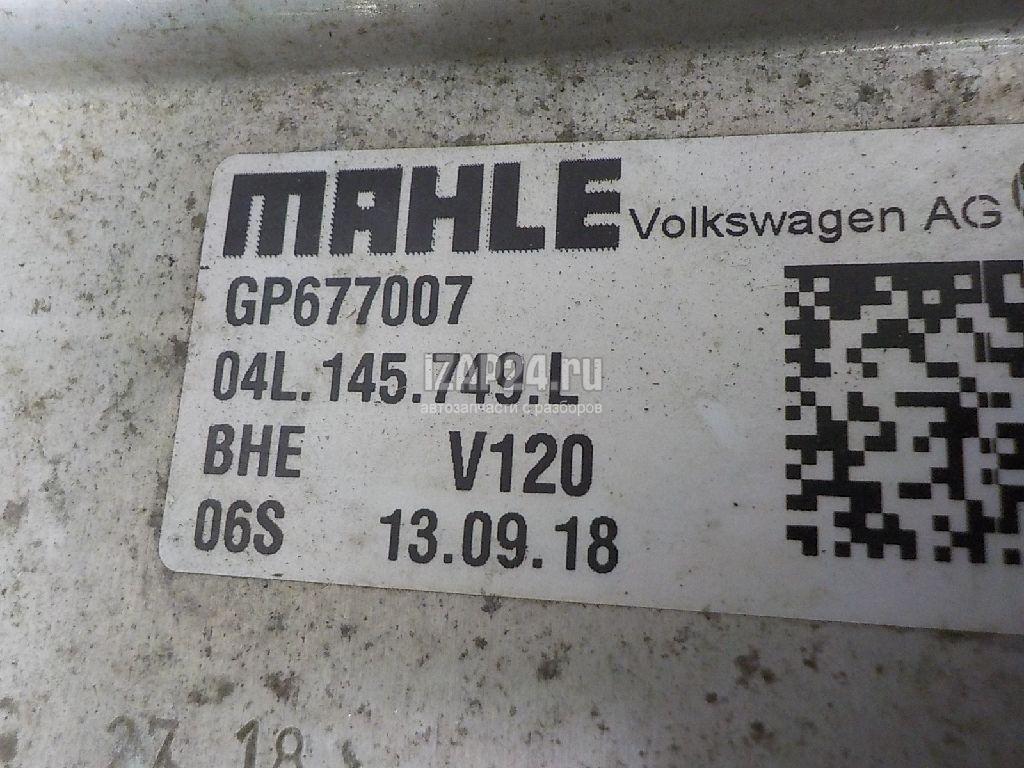 MAHLE Volkswagen AG
GP677007
04L.145.749.L
iZAP24.ru
автозапчасти с разборов
BHE V120
06S 13.09.18
27 18